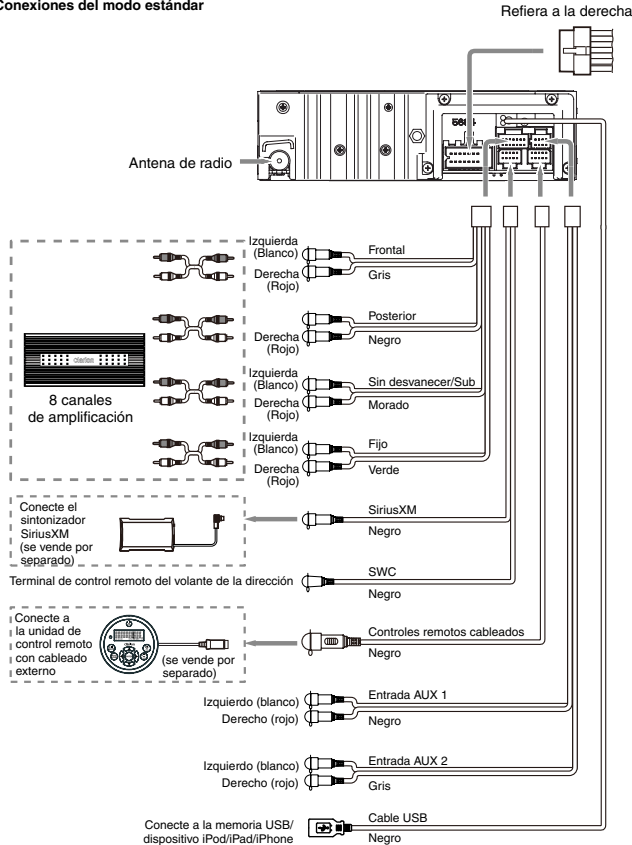 Conexiones del modo estándar
Refiera a la derecha
Antena de radio
Izquierda
(Blanco)
Frontal
Derecha
(Rojo)
Gris
Posterior
Derecha
(Rojo)
Negro
clarion
8 canales
de amplificación
Izquierda
(Blanco)
Sin desvanecer/Sub
Derecha
(Rojo)
Morado
Izquierda
(Blanco)
Fijo
Derecha
(Rojo)
Verde
Conecte el
sintonizador
SiriusXM
(se vende por
separado)
SiriusXM
Negro
Terminal de control remoto del volante de la dirección
SWC
Negro
Conecte a
la unidad de
control remoto
con cableado
externo
(se vende por
separado)
Controles remotos cableados
Negro
Izquierdo (blanco)
Entrada AUX 1
Derecho (rojo)
Negro
Izquierdo (blanco)
Entrada AUX 2
Derecho (rojo)
Gris
Conecte a la memoria USB/
dispositivo iPod/iPad/iPhone
Cable USB
Negro